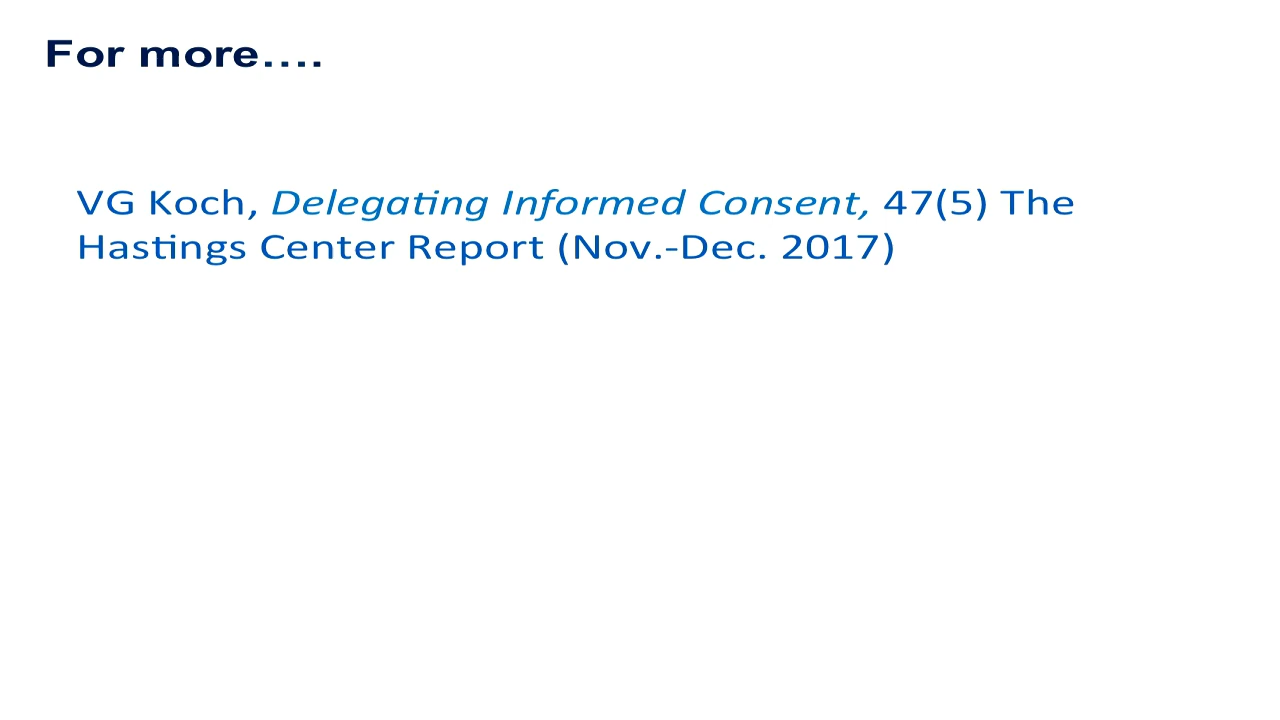 For more....
VG Koch, Delegating Informed Consent, 47(5) The
Hastings Center Report (Nov.-Dec. 2017)